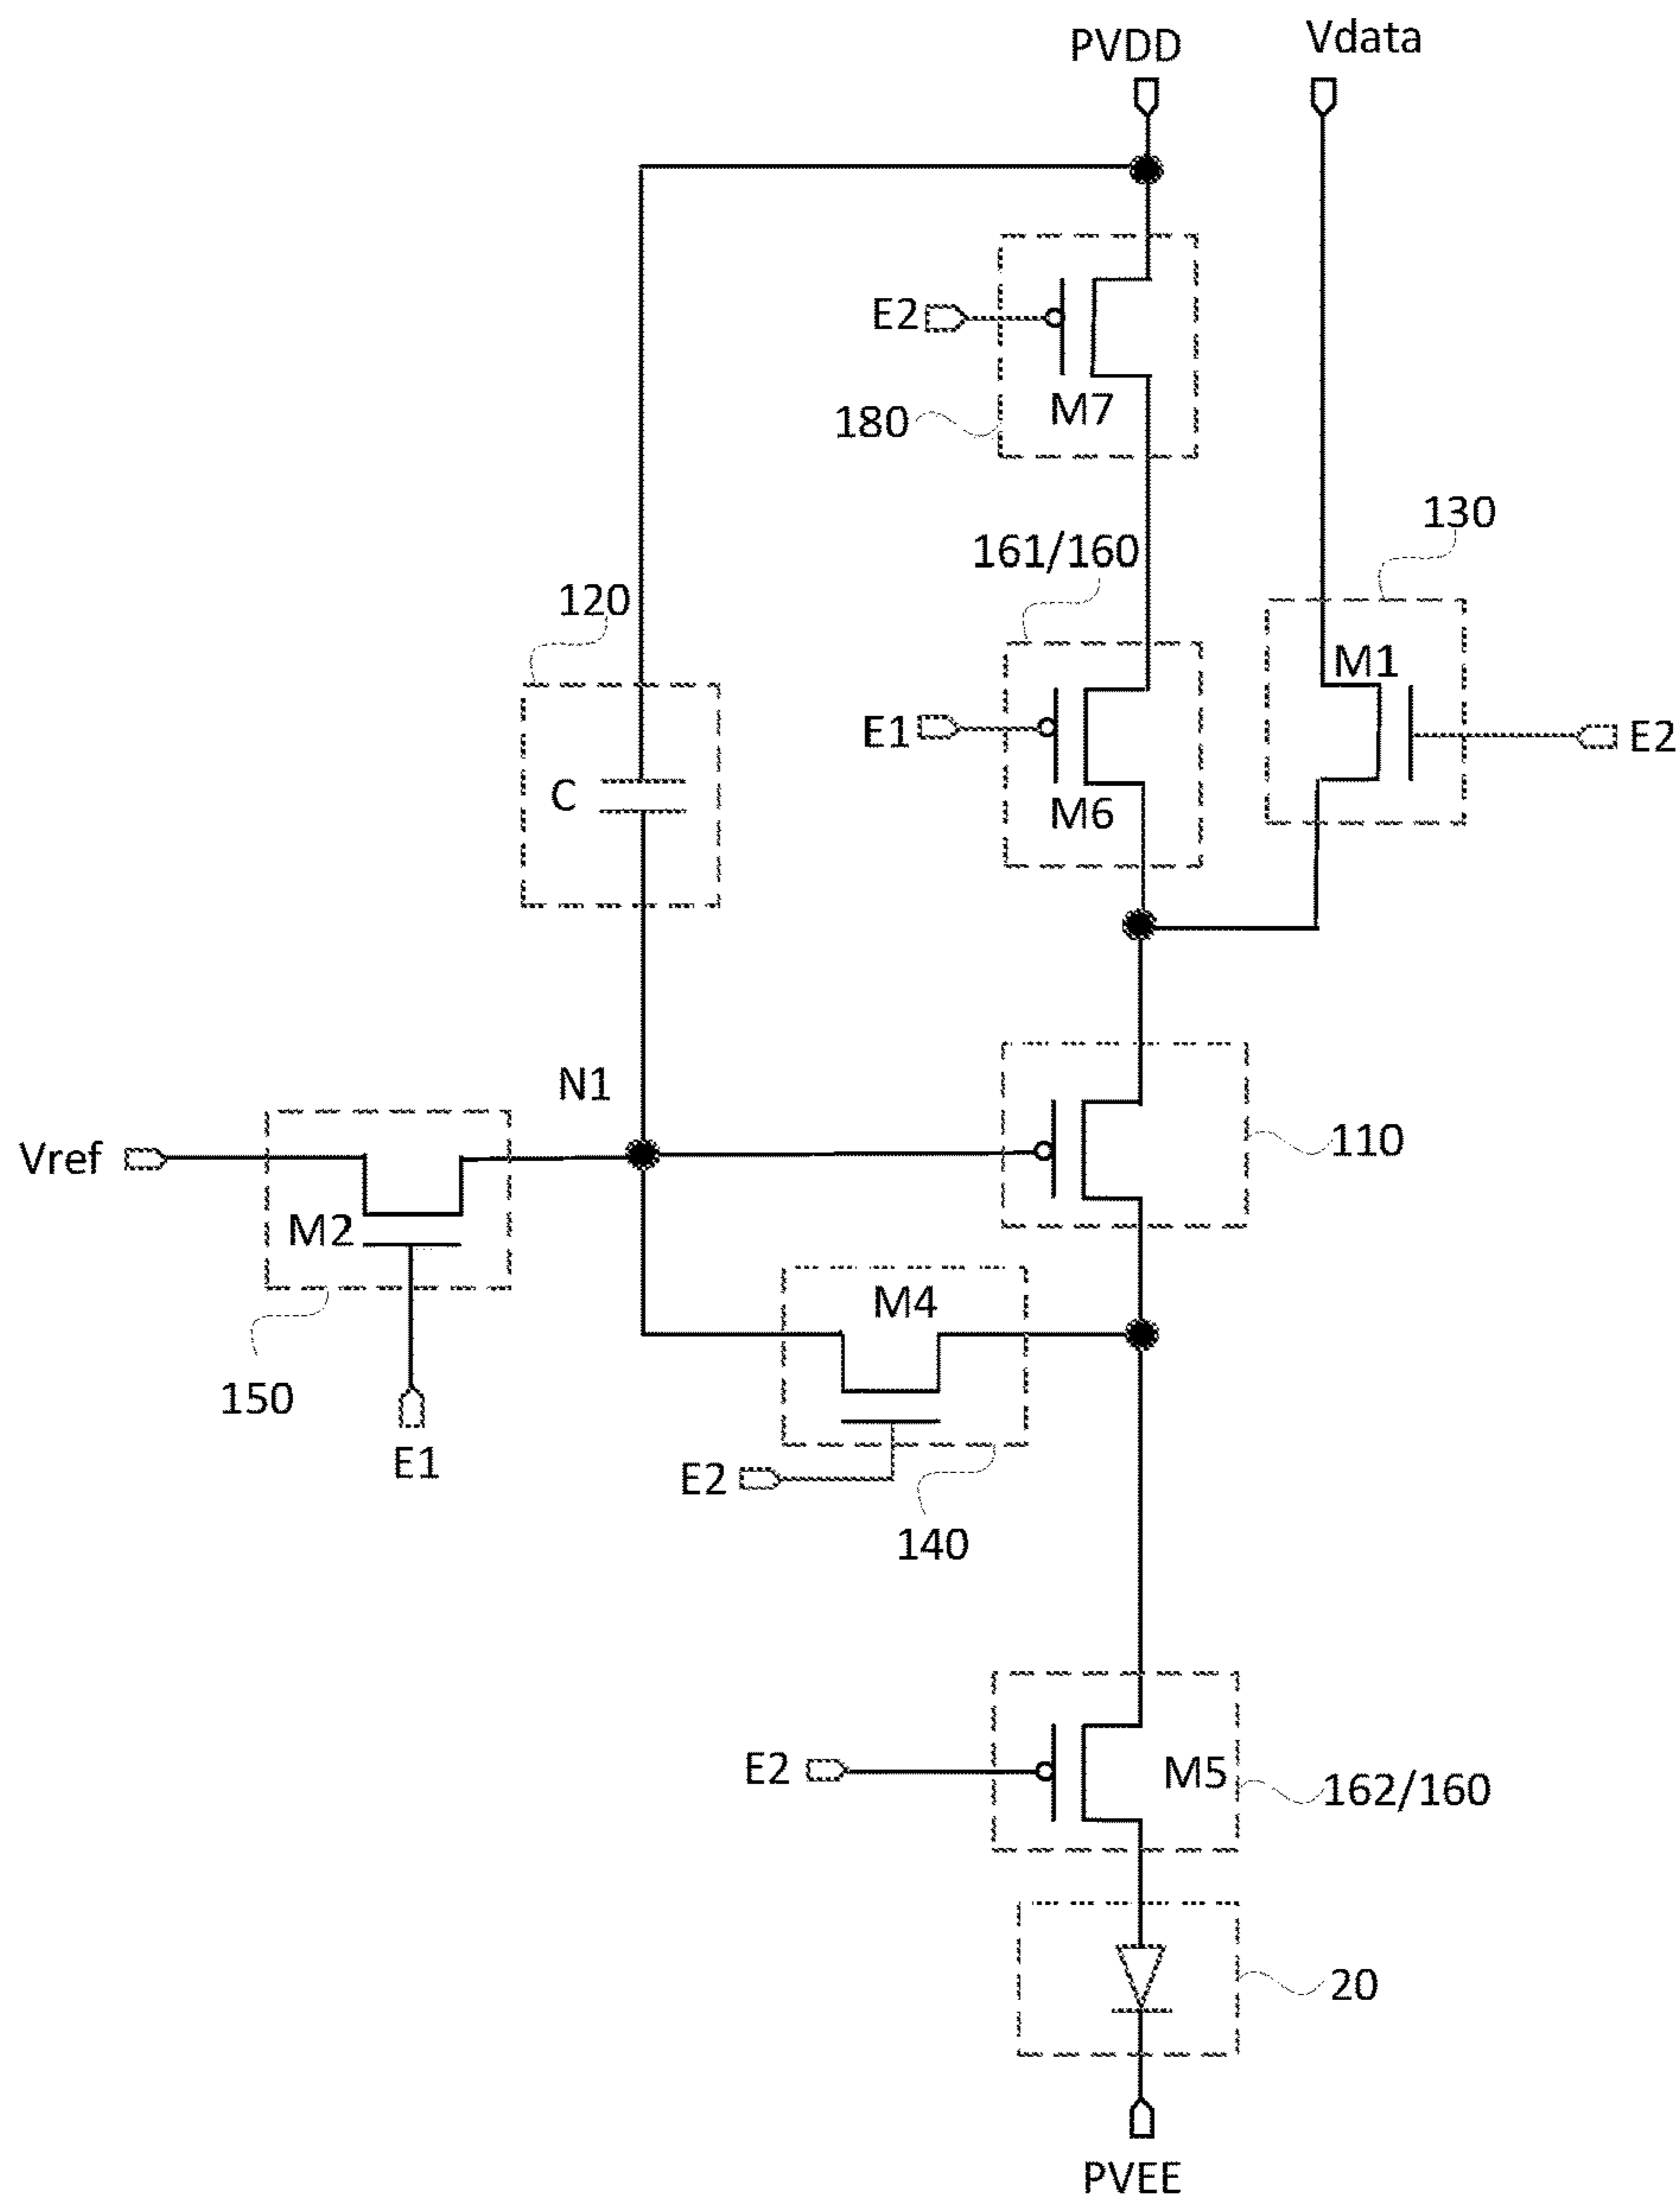 PVDD
Vdata
E2
M7
180
130
161/160
120
M1
E1
E2
C
M6
N1
110
Vref
M2
M4
150
E1
E2
140
E2
M5
162/160
20
PVEE